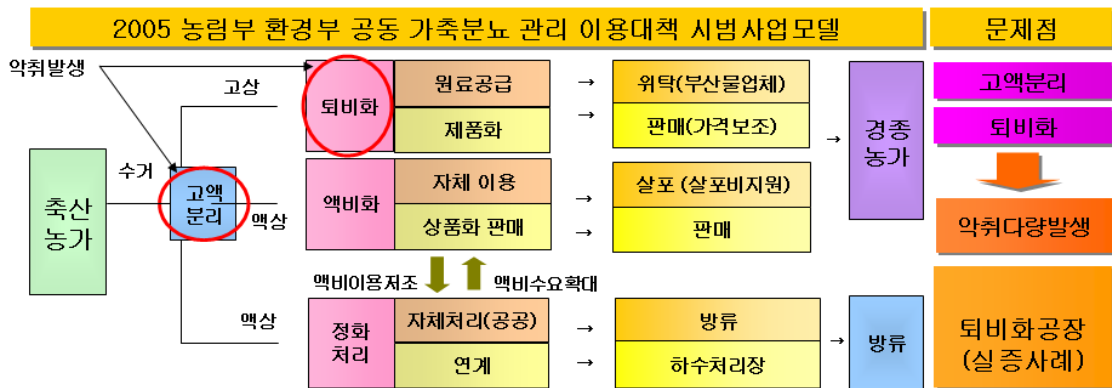 2005 농림부 환경부 공동 가축분뇨 관리 이용대책 시범사업모델
문제점
악취발생
고상
퇴비화
원료공급
→
위탁(부산물업체)
제품화
→
판매(가격보조)
→
경종
농가
고액분리
퇴비화
축산
농가
수거
고액
분리
액상
액비화
자체 이용
→
살포 (살포비지원)
상품화 판매
→
판매
악취다량발생
액비이용저조
액비수요확대
액상
정화
처리
자체처리(공공)
→
방류
연계
→
하수처리장
→
방류
퇴비화공장
(실증사례)